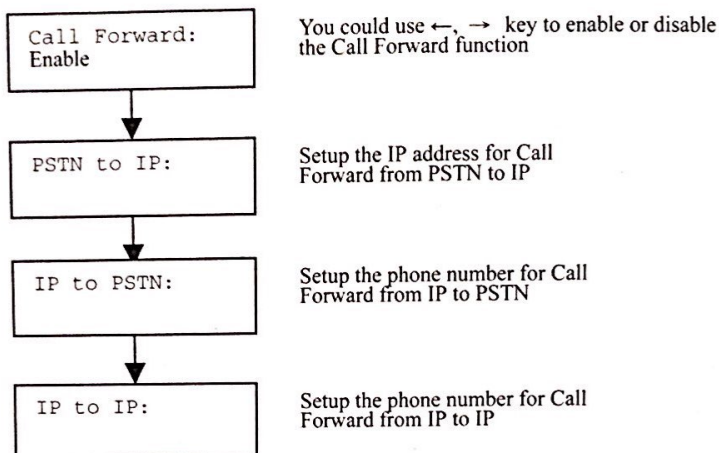 Call Forward:
Enable
You could use ←, → key to enable or disable
the Call Forward function
PSTN to IP:
Setup the IP address for Call
Forward from PSTN to IP
IP to PSTN:
Setup the phone number for Call
Forward from IP to PSTN
IP to IP:
Setup the phone number for Call
Forward from IP to IP